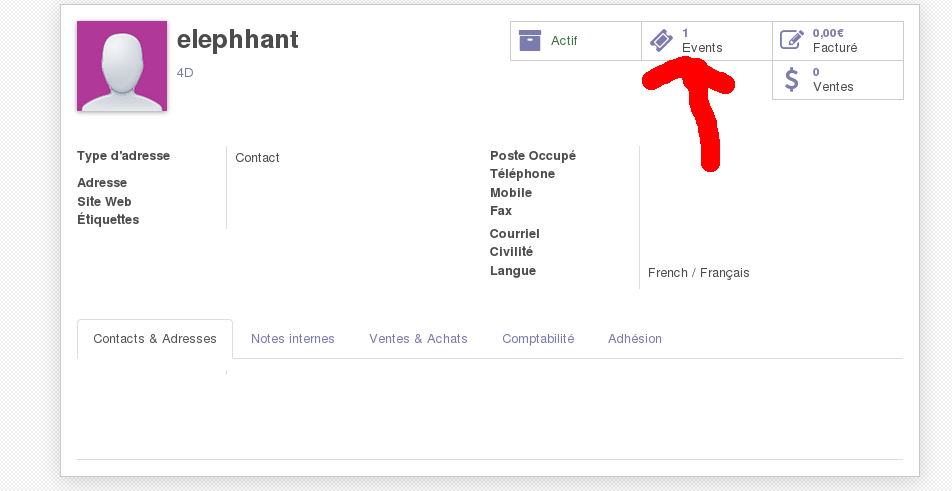 elephhant
4D
Actif
1
Events
0,00€
Facturé
0
Ventes
Type d'adresse
Contact
Adresse
Site Web
Étiquettes
Poste Occupé
Téléphone
Mobile
Fax
Courriel
Civilité
Langue
French / Français
Contacts & Adresses
Notes internes
Ventes & Achats
Comptabilité
Adhésion